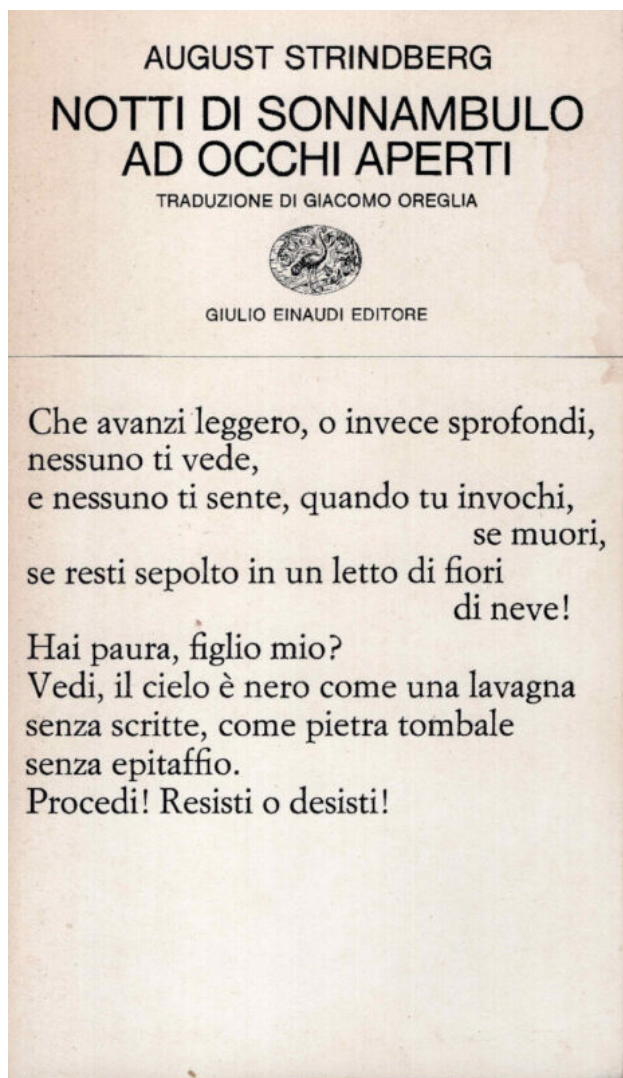 AUGUST STRINDBERG
NOTTI DI SONNAMBULO
AD OCCHI APERTI
TRADUZIONE DI GIACOMO OREGLIA
GIULIO EINAUDI EDITORE
Che avanzi leggero, o invece sprofondi,
nessuno ti vede,
e nessuno ti sente, quando tu invochi,
se muori,
se resti sepolto in un letto di fiori
di neve!
Hai paura, figlio mio?
Vedi, il cielo è nero come una lavagna
senza scritte, come pietra tombale
senza epitaffio.
Procedi! Resisti o desisti!